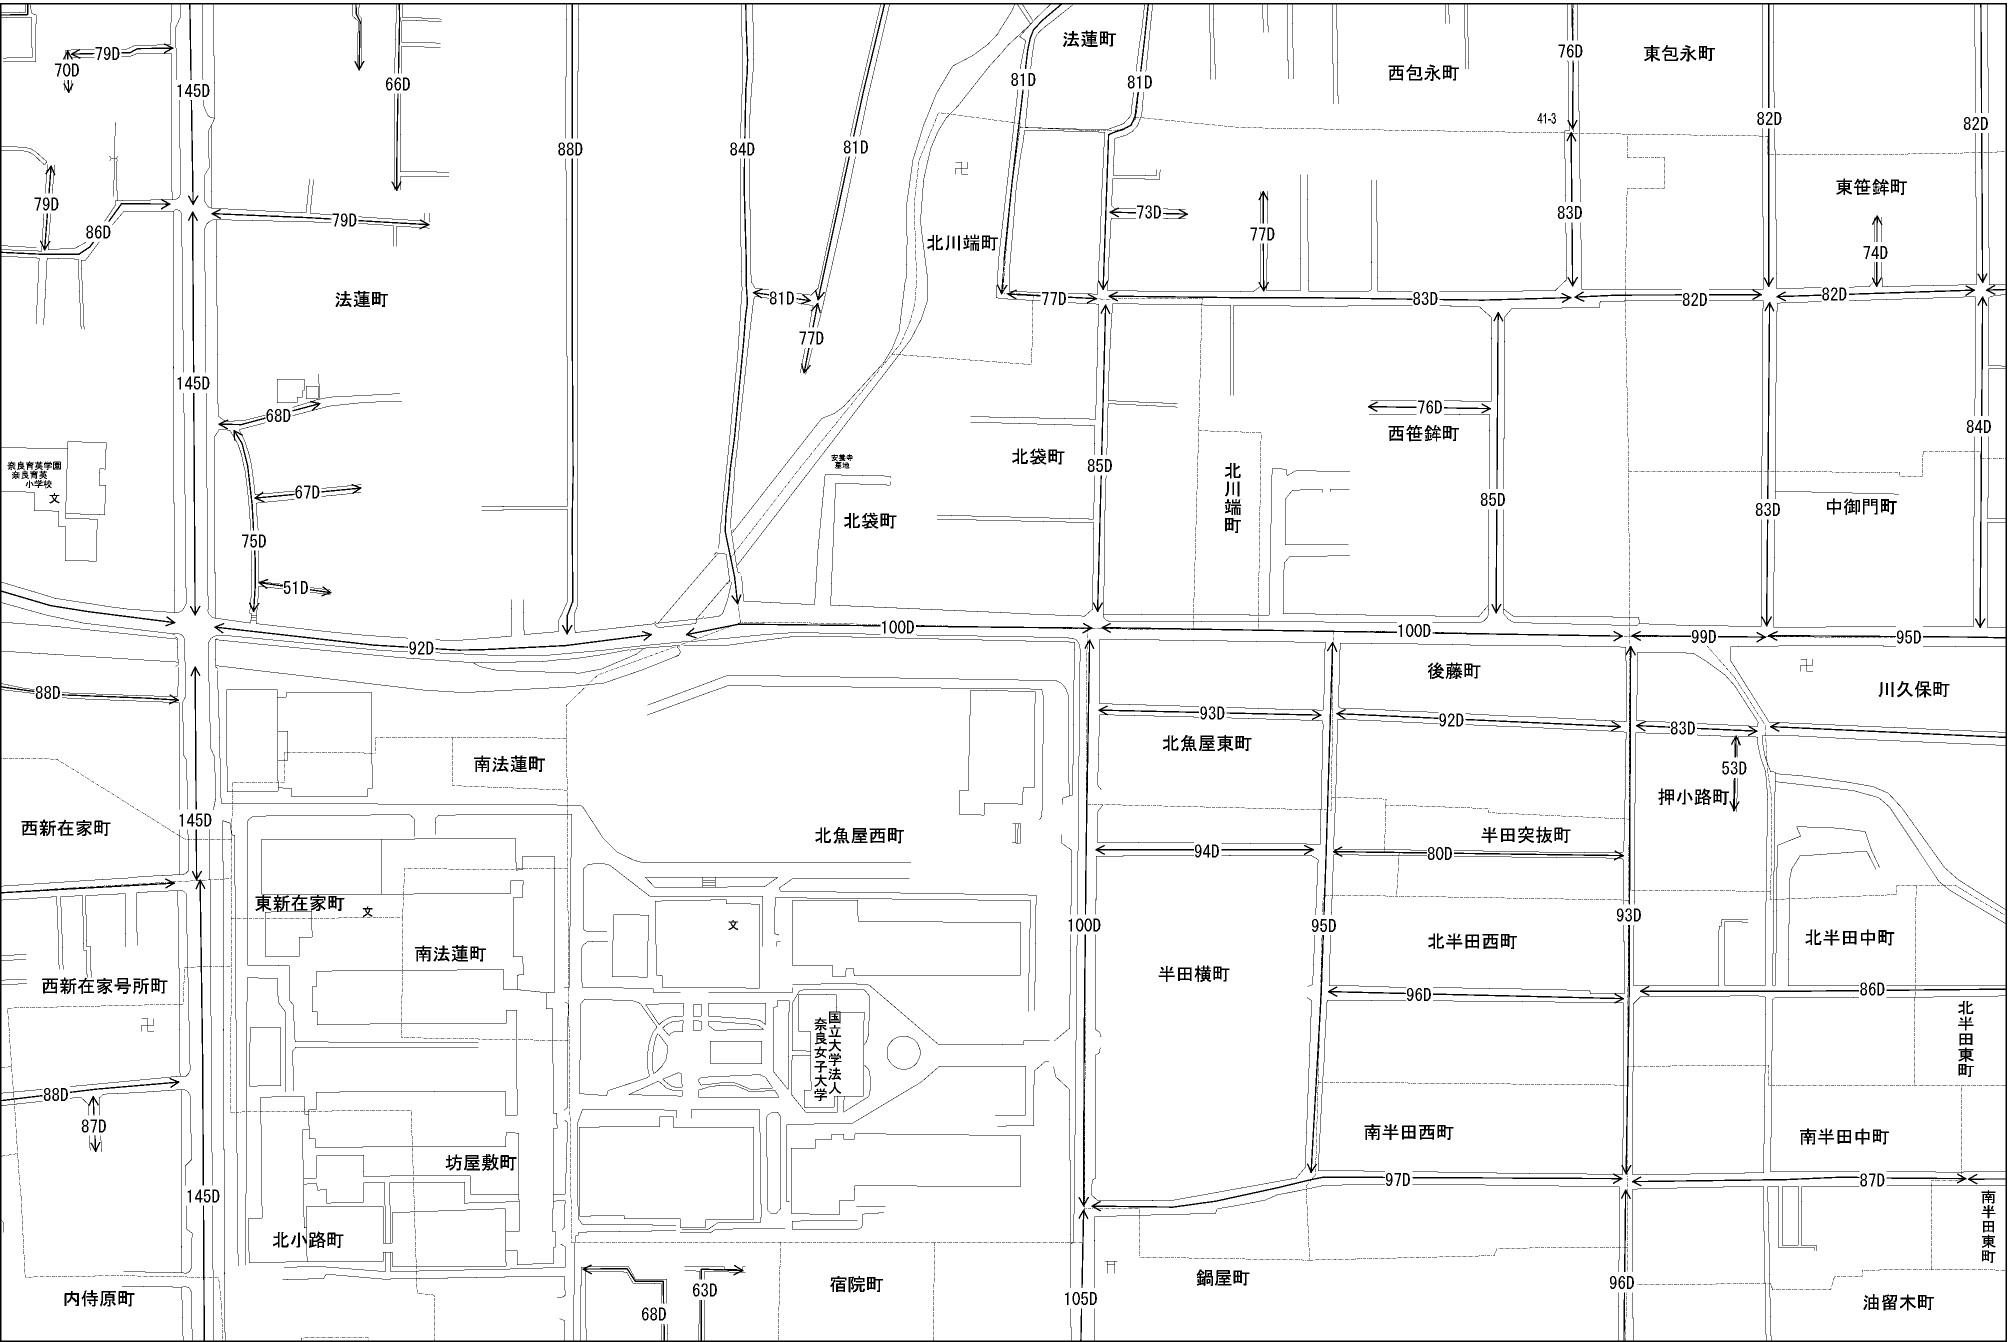 法蓮町
79D
70D
145D
66D
81D
81D
76D
西包永町
東包永町
41-3
82D
82D
88D
84D
81D
79D
86D
79D
北川端町
73D
77D
83D
東笹鉾町
74D
法蓮町
81D
77D
83D
82D
82D
77D
145D
68D
76D
西笹鉾町
84D
奈良育英学園
奈良育英
小学校
文
67D
安養寺
墓地
北袋町
85D
北川端町
85D
北袋町
83D
中御門町
75D
51D
92D
100D
100D
99D
95D
88D
後藤町
川久保町
93D
92D
83D
北魚屋東町
南法蓮町
53D
押小路町
145D
西新在家町
北魚屋西町
半田突抜町
94D
80D
東新在家町
文
文
100D
95D
93D
南法蓮町
北半田西町
北半田中町
半田横町
西新在家号所町
96D
86D
国立大学法人
奈良女子大学
北半田東町
88D
87D
南半田西町
南半田中町
坊屋敷町
145D
97D
87D
南半田東町
北小路町
鍋屋町
宿院町
63D
68D
105D
96D
内侍原町
油留木町